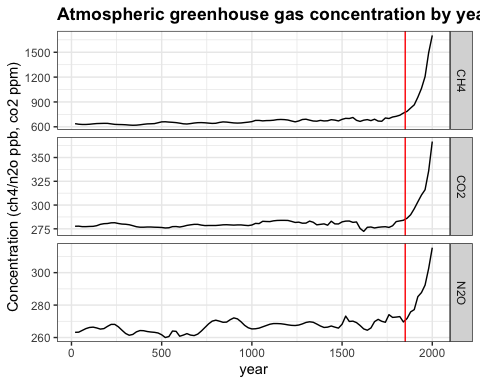 Atmospheric greenhouse gas concentration by yea
Concentration (ch4/n2o ppb, co2 ppm)
1500
1200
900
600
CH4
350
325
300
275
CO2
300
280
260
N2O
0 500 1000 1500 2000
year